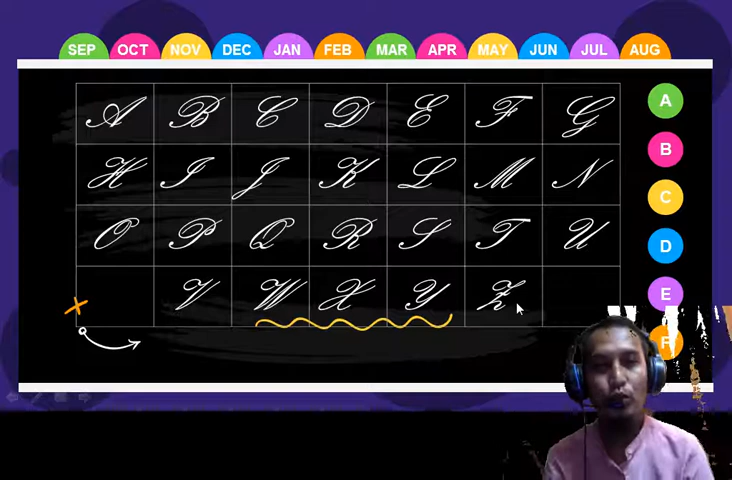 SEP OCT NOV DEC JAN FEB MAR APR MAY JUN JUL AUG
A B C D E F G
H I J K L M N
O P Q R S T U
V W X Y Z
A
B
C
D
E
F